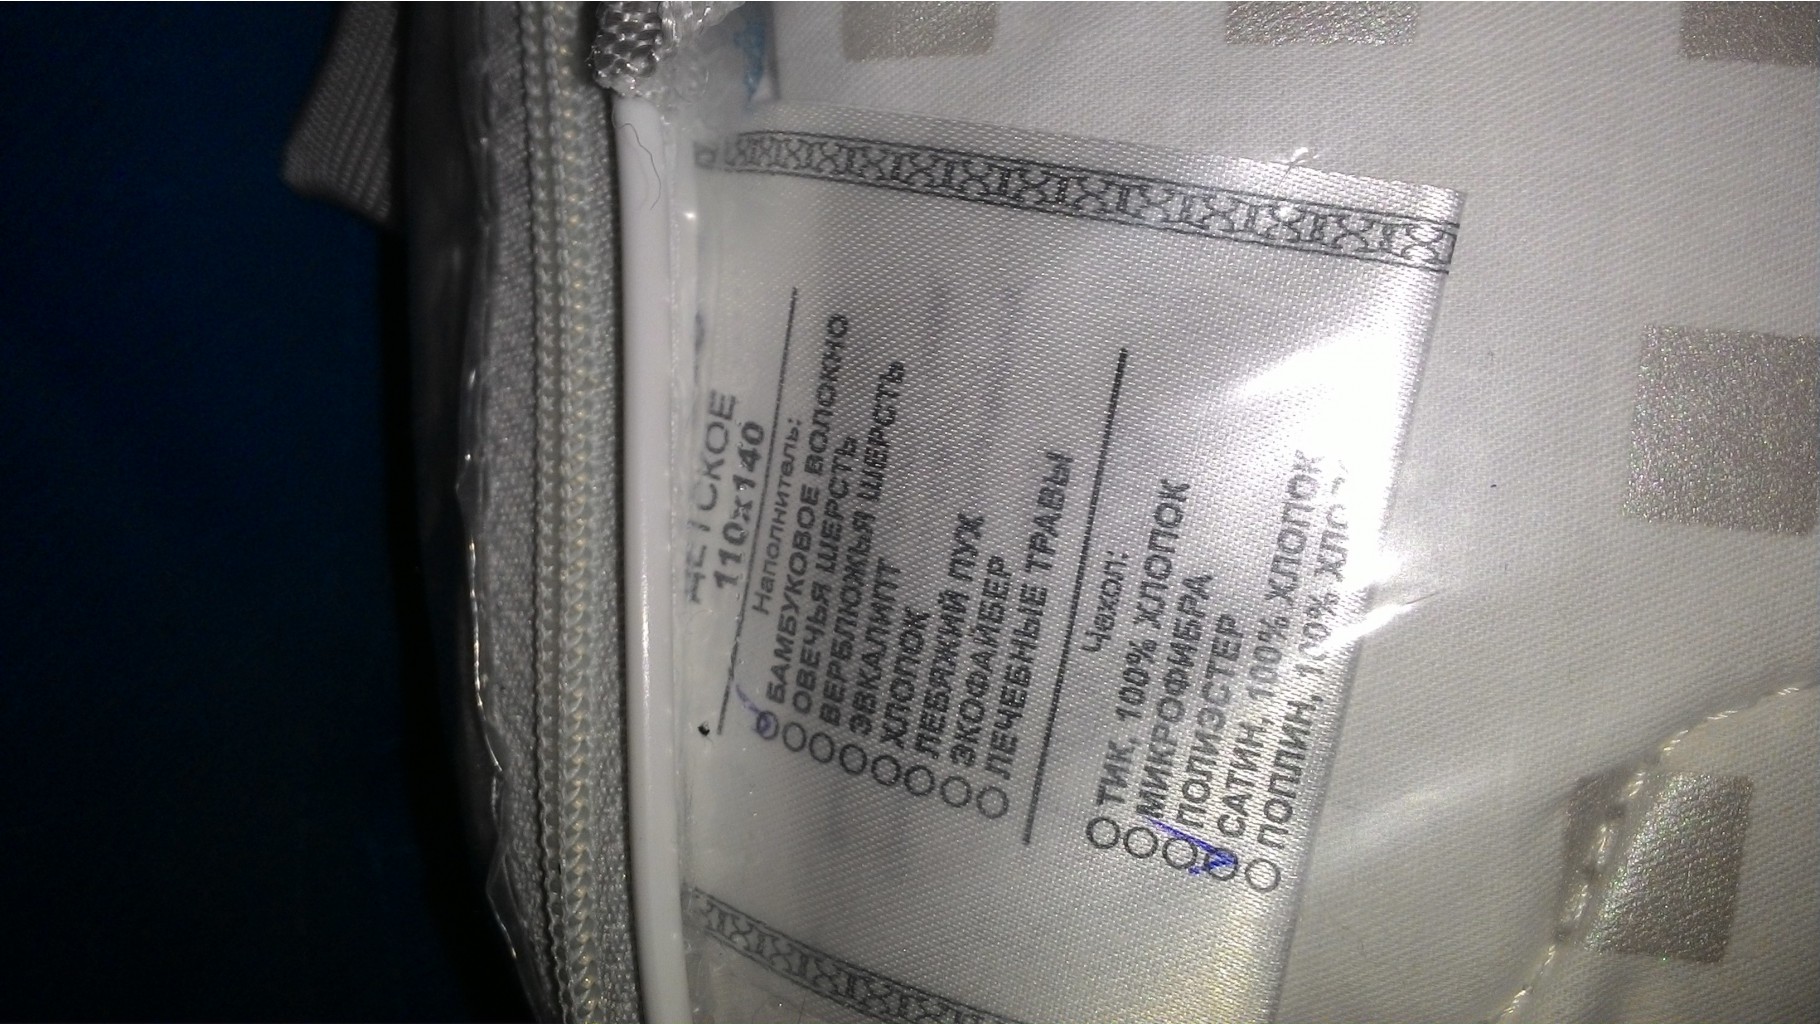 ДЕТСКОЕ
110х140
Наполнитель:
БАМБУКОВОЕ ВОЛОКНО
ОВЕЧЬЯ ШЕРСТЬ
ВЕРБЛЮЖЬЯ ШЕРСТЬ
ЭВКАЛИПТ
ХЛОПОК
ЛЕБЯЖИЙ ПУХ
ЭКОФАЙБЕР
ЛЕЧЕБНЫЕ ТРАВЫ
Чехол:
ТИК, 100% ХЛОПОК
МИКРОФИБРА
ПОЛИЭСТЕР
САТИН, 100% ХЛОПОК
ПОПЛИН, 100%